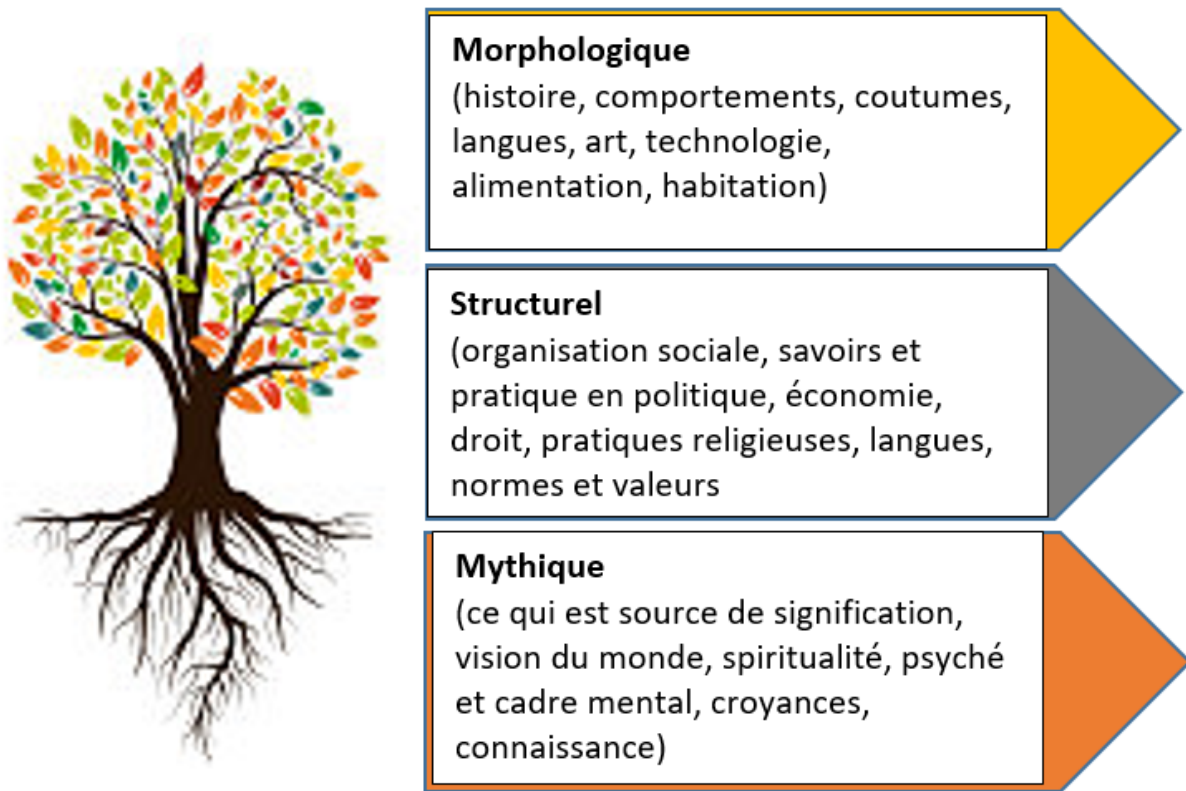 Morphologique
(histoire, comportements, coutumes,
langues, art, technologie,
alimentation, habitation)
Structurel
(organisation sociale, savoirs et
pratique en politique, économie,
droit, pratiques religieuses, langues,
normes et valeurs
Mythique
(ce qui est source de signification,
vision du monde, spiritualité, psyché
et cadre mental, croyances,
connaissance)